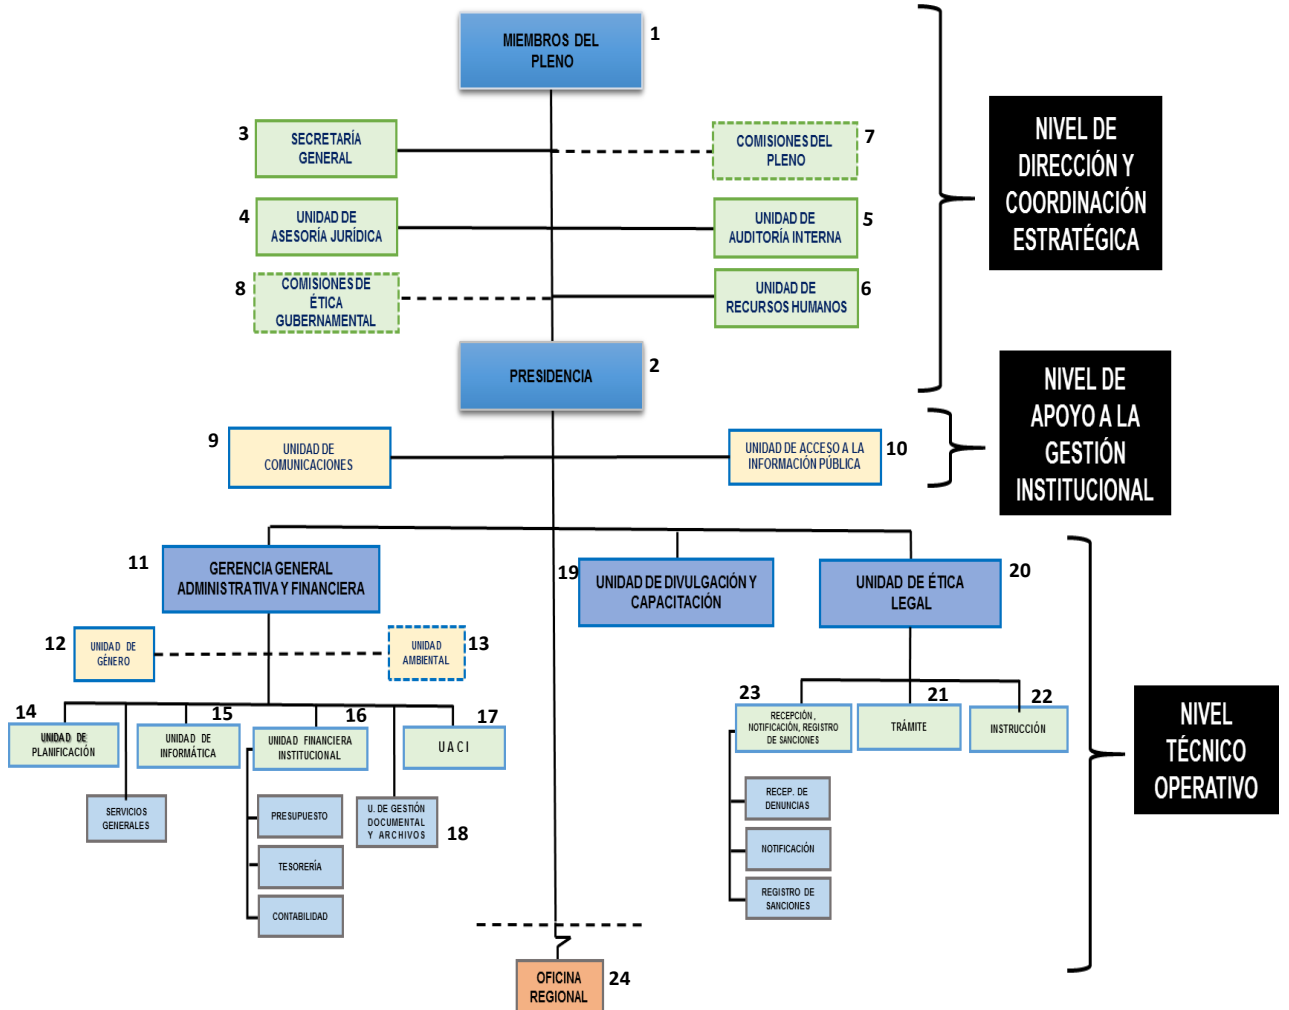 MIEMBROS DEL
PLENO
1
3
SECRETARÍA
GENERAL
COMISIONES DEL
PLENO
7
4
UNIDAD DE
ASESORÍA JURÍDICA
UNIDAD DE
AUDITORÍA INTERNA
5
8
COMISIONES DE
ÉTICA
GUBERNAMENTAL
UNIDAD DE
RECURSOS HUMANOS
6
PRESIDENCIA
2
NIVEL DE
DIRECCIÓN Y
COORDINACIÓN
ESTRATÉGICA
9
UNIDAD DE
COMUNICACIONES
UNIDAD DE ACCESO A LA
INFORMACIÓN PÚBLICA
10
NIVEL DE
APOYO A LA
GESTIÓN
INSTITUCIONAL
11
GERENCIA GENERAL
ADMINISTRATIVA Y FINANCIERA
19
UNIDAD DE DIVULGACIÓN Y
CAPACITACIÓN
UNIDAD DE ÉTICA
LEGAL
20
12
UNIDAD DE
GÉNERO
UNIDAD
AMBIENTAL
13
14
UNIDAD DE
PLANIFICACIÓN
15
UNIDAD DE
INFORMÁTICA
16
UNIDAD FINANCIERA
INSTITUCIONAL
17
U A C I
23
RECEPCIÓN ,
NOTIFICACIÓN, REGISTRO
DE SANCIONES
21
TRÁMITE
22
INSTRUCCIÓN
NIVEL
TÉCNICO
OPERATIVO
SERVICIOS
GENERALES
PRESUPUESTO
TESORERÍA
CONTABILIDAD
U. DE GESTIÓN
DOCUMENTAL
Y ARCHIVOS
18
RECEP. DE
DENUNCIAS
NOTIFICACIÓN
REGISTRO DE
SANCIONES
OFICINA
REGIONAL
24